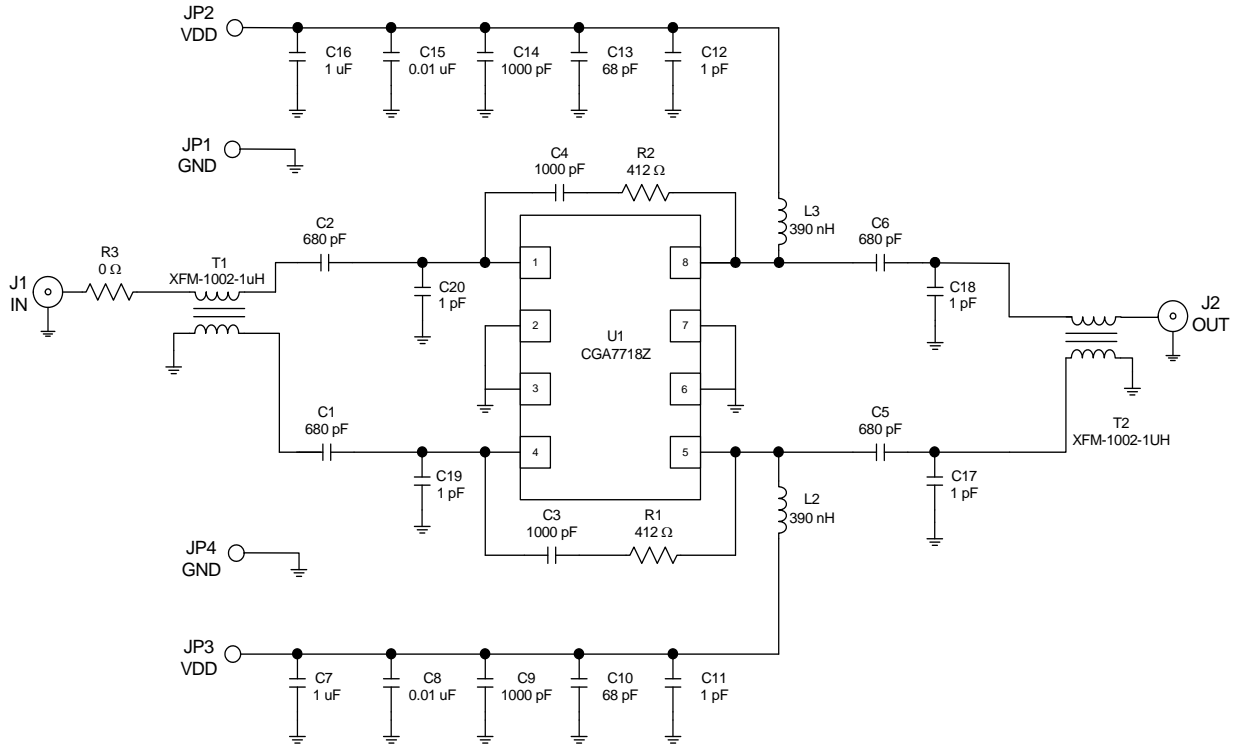 JP2
VDD
C16
1 uF
C15
0.01 uF
C14
1000 pF
C13
68 pF
C12
1 pF
JP1
GND
C4
1000 pF
R2
412 Ω
L3
390 nH
C2
680 pF
C6
680 pF
R3
0 Ω
T1
XFM-1002-1uH
J1
IN
1
8
C20
1 pF
C18
1 pF
2
7
U1
CGA7718Z
J2
OUT
3
6
C1
680 pF
C5
680 pF
T2
XFM-1002-1UH
4
5
C19
1 pF
C17
1 pF
L2
390 nH
C3
1000 pF
R1
412 Ω
JP4
GND
JP3
VDD
C7
1 uF
C8
0.01 uF
C9
1000 pF
C10
68 pF
C11
1 pF